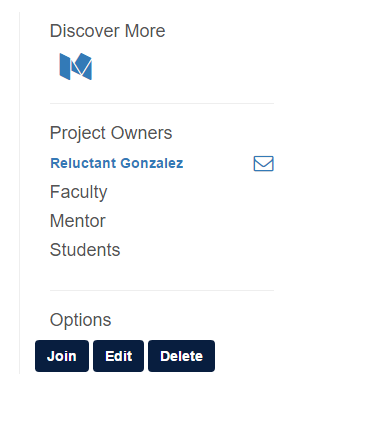 Discover More
Project Owners
Reluctant Gonzalez
Faculty
Mentor
Students
Options
Join Edit Delete